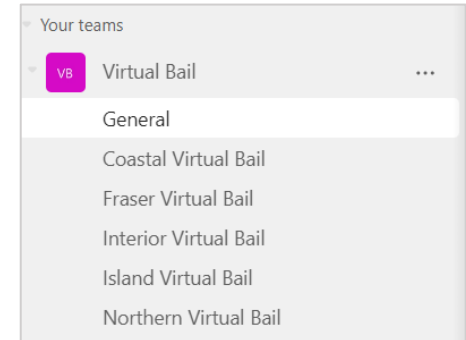 Your teams
VB Virtual Bail ...
General
Coastal Virtual Bail
Fraser Virtual Bail
Interior Virtual Bail
Island Virtual Bail
Northern Virtual Bail